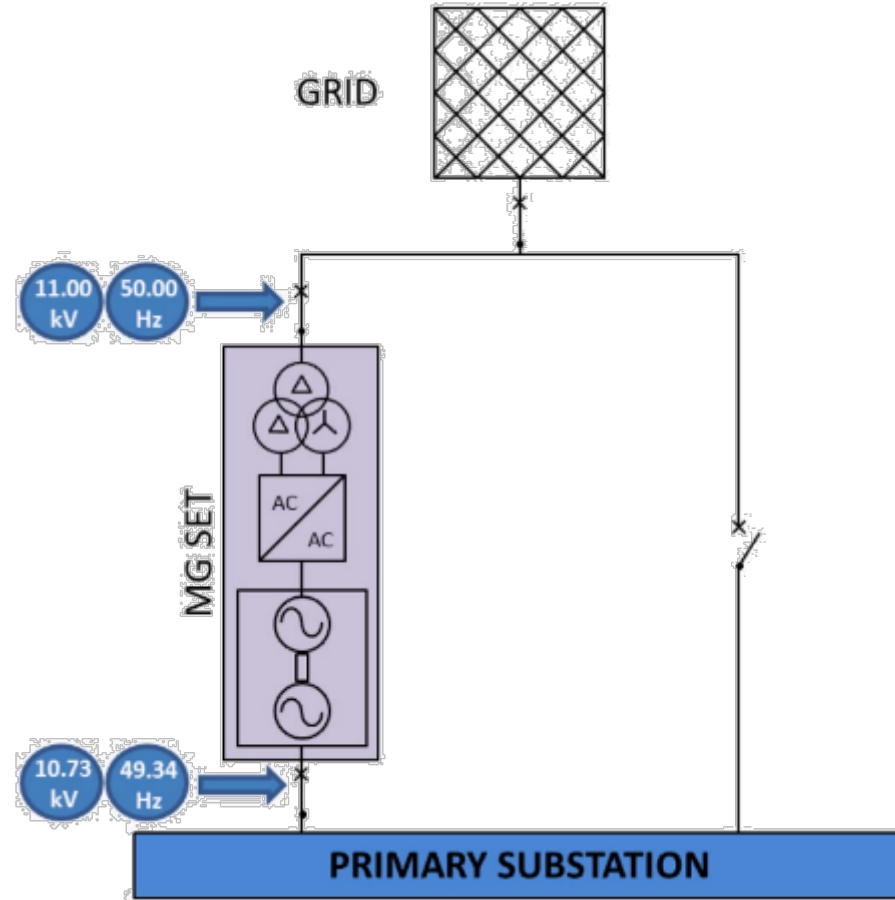 GRID
11.00
kV
50.00
Hz
MG SET
AC
AC
10.73
kV
49.34
Hz
PRIMARY SUBSTATION